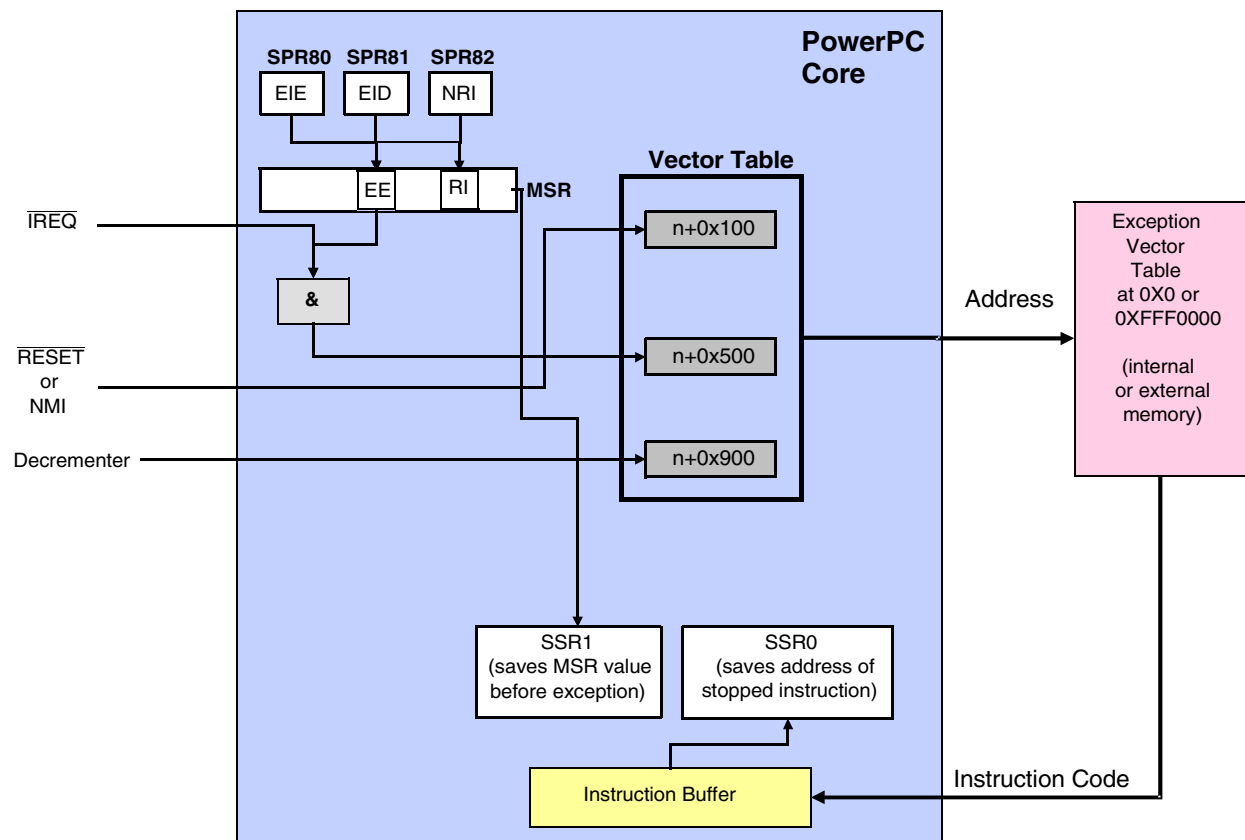 PowerPC
Core
SPR80 SPR81 SPR82
EIE EID NRI
EE RI
MSR
Vector Table
IREQ
n+0x100
&
RESET
or
NMI
n+0x500
Decrementer
n+0x900
Address
Exception
Vector
Table
at 0X0 or
0XFFF0000
(internal
or external
memory)
SSR1
(saves MSR value
before exception)
SSR0
(saves address of
stopped instruction)
Instruction Buffer
Instruction Code